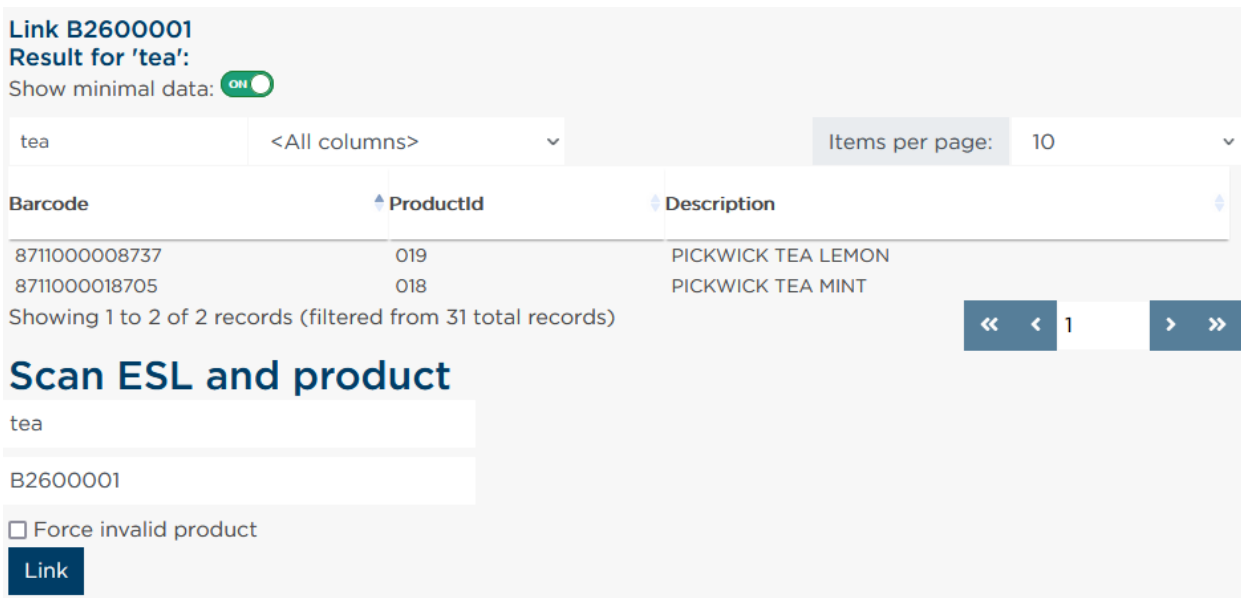 Link B2600001
Result for 'tea':
Show minimal data: ON
tea <All columns> Items per page: 10
Barcode ProductId Description
8711000008737 019 PICKWICK TEA LEMON
8711000018705 018 PICKWICK TEA MINT
Showing 1 to 2 of 2 records (filtered from 31 total records) « ‹ 1 › »
Scan ESL and product
tea
B2600001
Force invalid product
Link